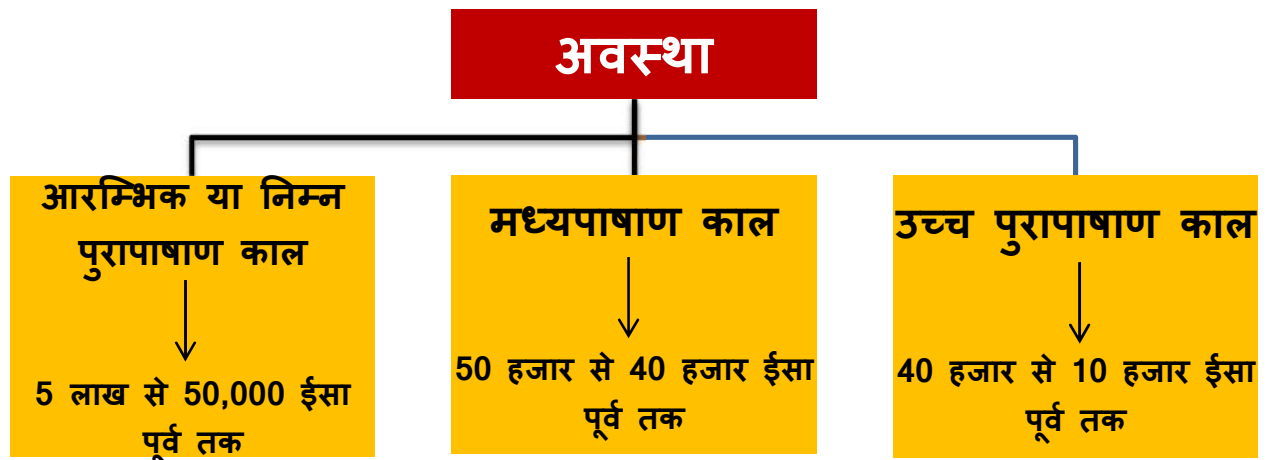 अवस्था
आरम्भिक या निम्न
पुरापाषाण काल
5 लाख से 50,000 ईसा
पूर्व तक
मध्यपाषाण काल
50 हजार से 40 हजार ईसा
पूर्व तक
उच्च पुरापाषाण काल
40 हजार से 10 हजार ईसा
पूर्व तक